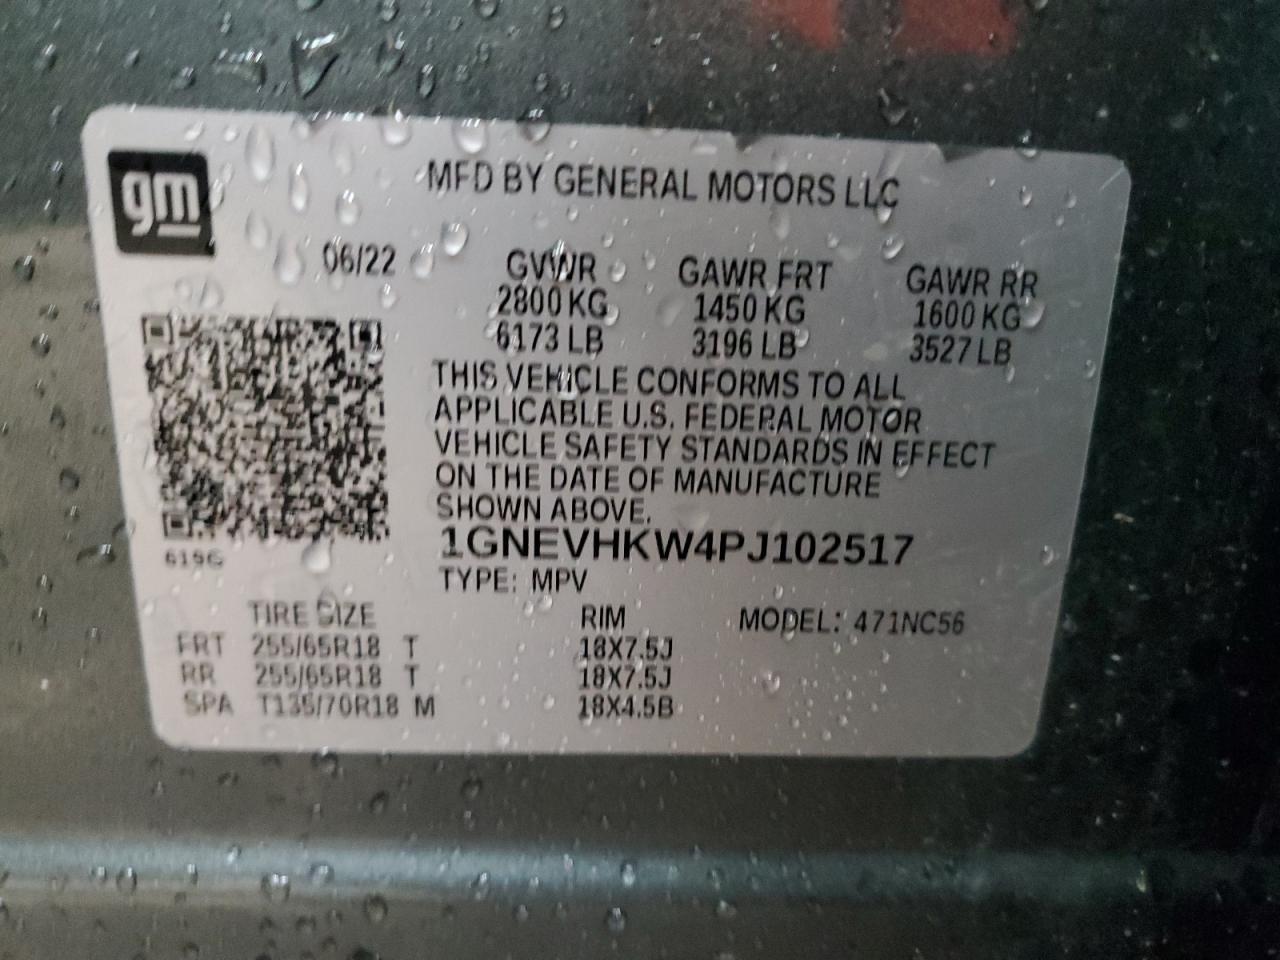 gm
MFD BY GENERAL MOTORS LLC
06/22
GVWR GAWR FRT GAWR RR
2800 KG 1450 KG 1600 KG
6173 LB 3196 LB 3527 LB
THIS VEHICLE CONFORMS TO ALL
APPLICABLE U.S. FEDERAL MOTOR
VEHICLE SAFETY STANDARDS IN EFFECT
ON THE DATE OF MANUFACTURE
SHOWN ABOVE.
1GNEVHKW4PJ102517
619G
TYPE: MPV
TIRE SIZE RIM MODEL: 471NC56
FRT 255/65R18 T 18X7.5J
RR 255/65R18 T 18X7.5J
SPA T135/70R18 M 18X4.5B